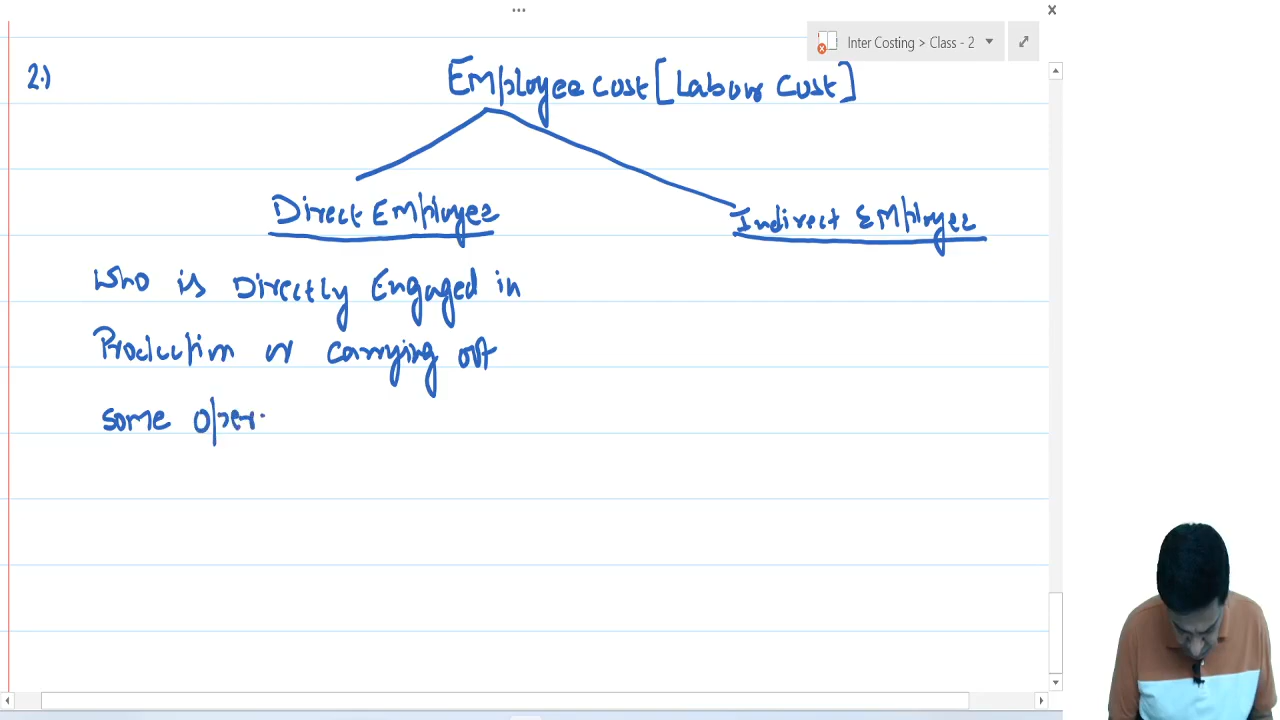 Inter Costing > Class - 2
2.) Employee Cost [Labour Cost]
Direct Employee Indirect Employee
Who is Directly Engaged in
Production or Carrying out
some Oper